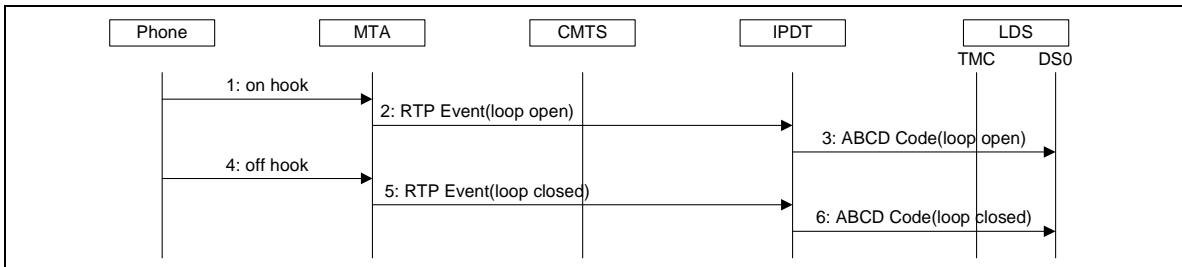 Phone MTA CMTS IPDT LDS
TMC DS0
1: on hook
2: RTP Event(loop open)
3: ABCD Code(loop open)
4: off hook
5: RTP Event(loop closed)
6: ABCD Code(loop closed)